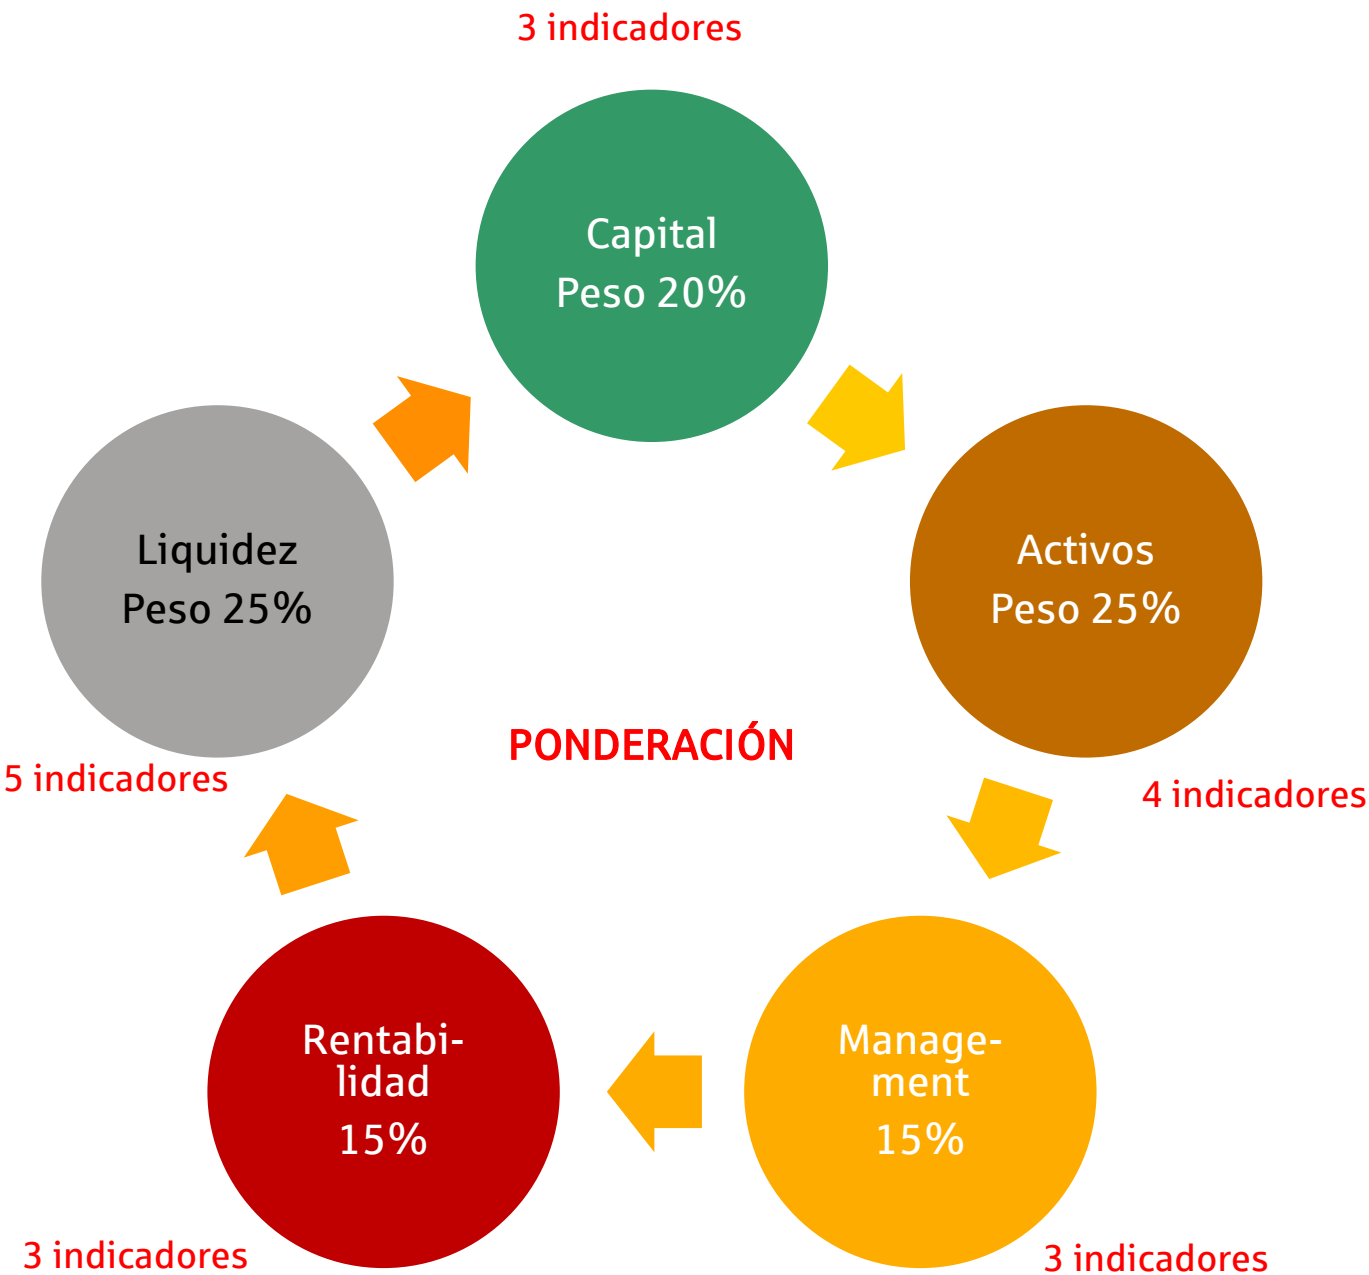 3 indicadores
Capital
Peso 20%
Liquidez
Peso 25%
Activos
Peso 25%
PONDERACIÓN
5 indicadores
4 indicadores
Rentabi-
lidad
15%
Manage-
ment
15%
3 indicadores
3 indicadores